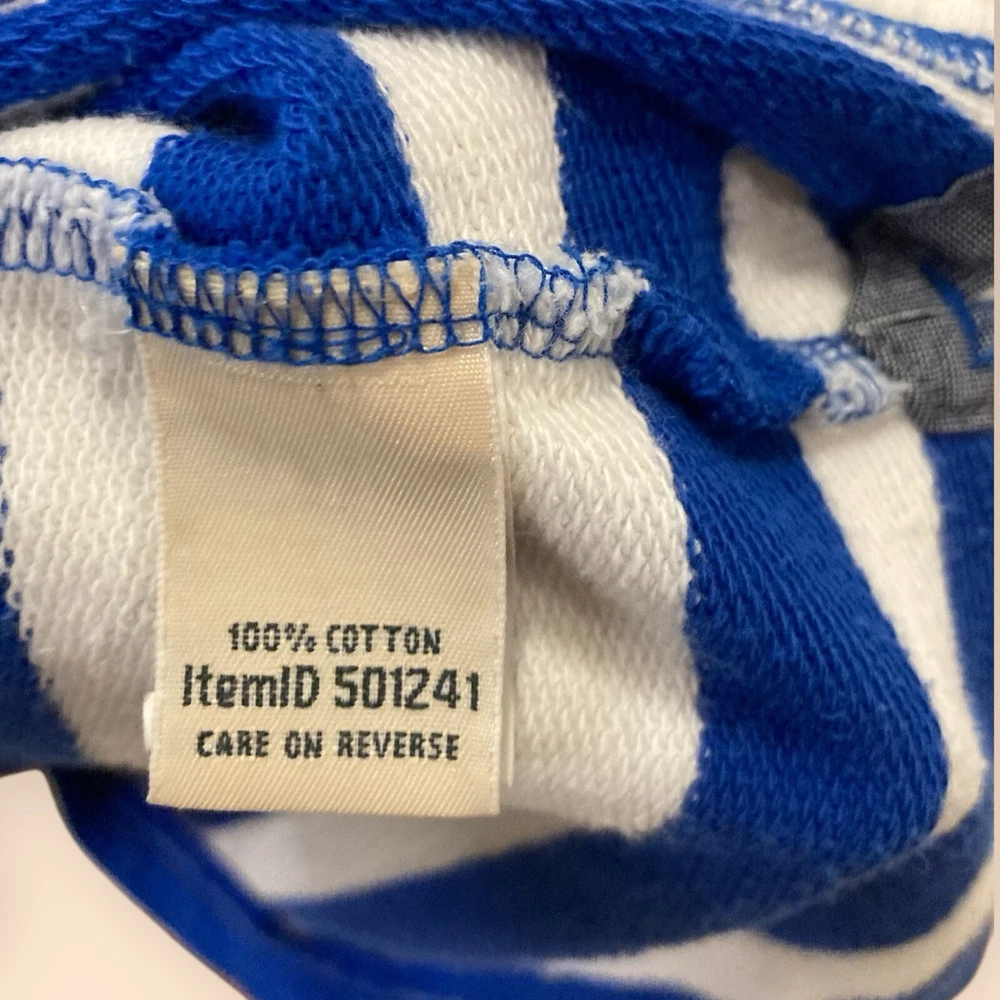 100% COTTON
ItemID 501241
CARE ON REVERSE